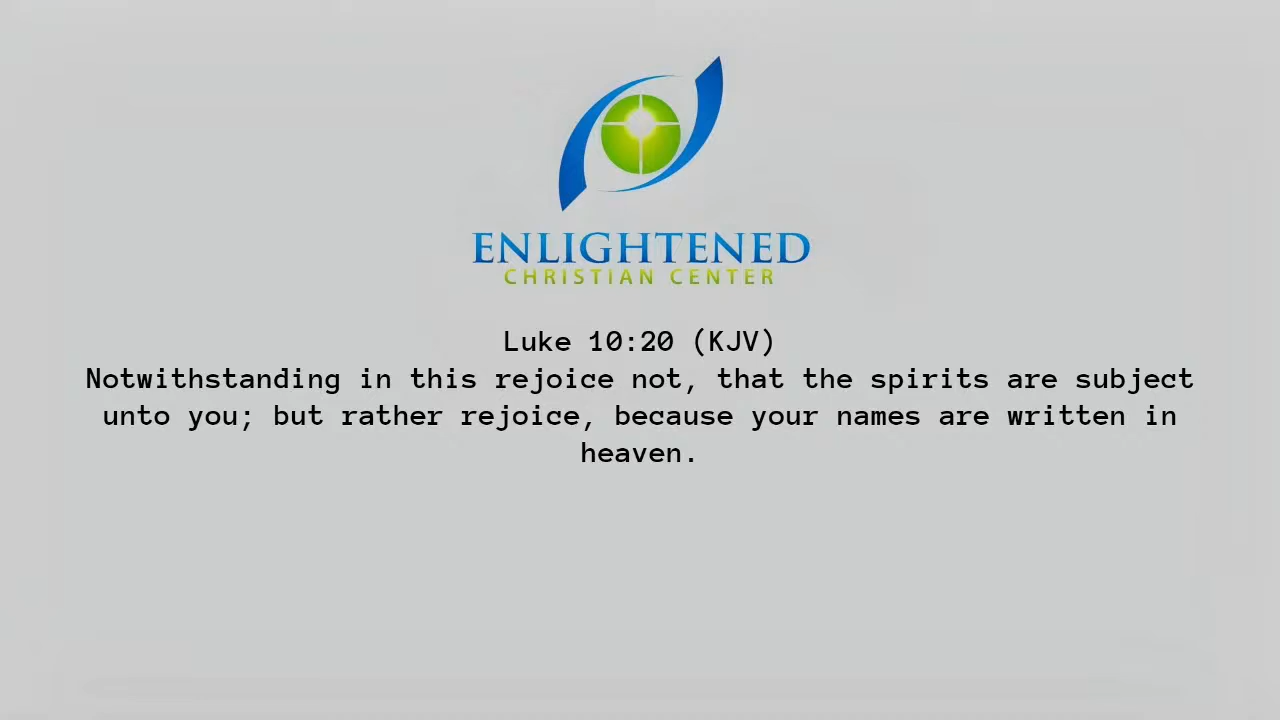 ENLIGHTENED
CHRISTIAN CENTER
Luke 10:20 (KJV)
Notwithstanding in this rejoice not, that the spirits are subject
unto you; but rather rejoice, because your names are written in
heaven.